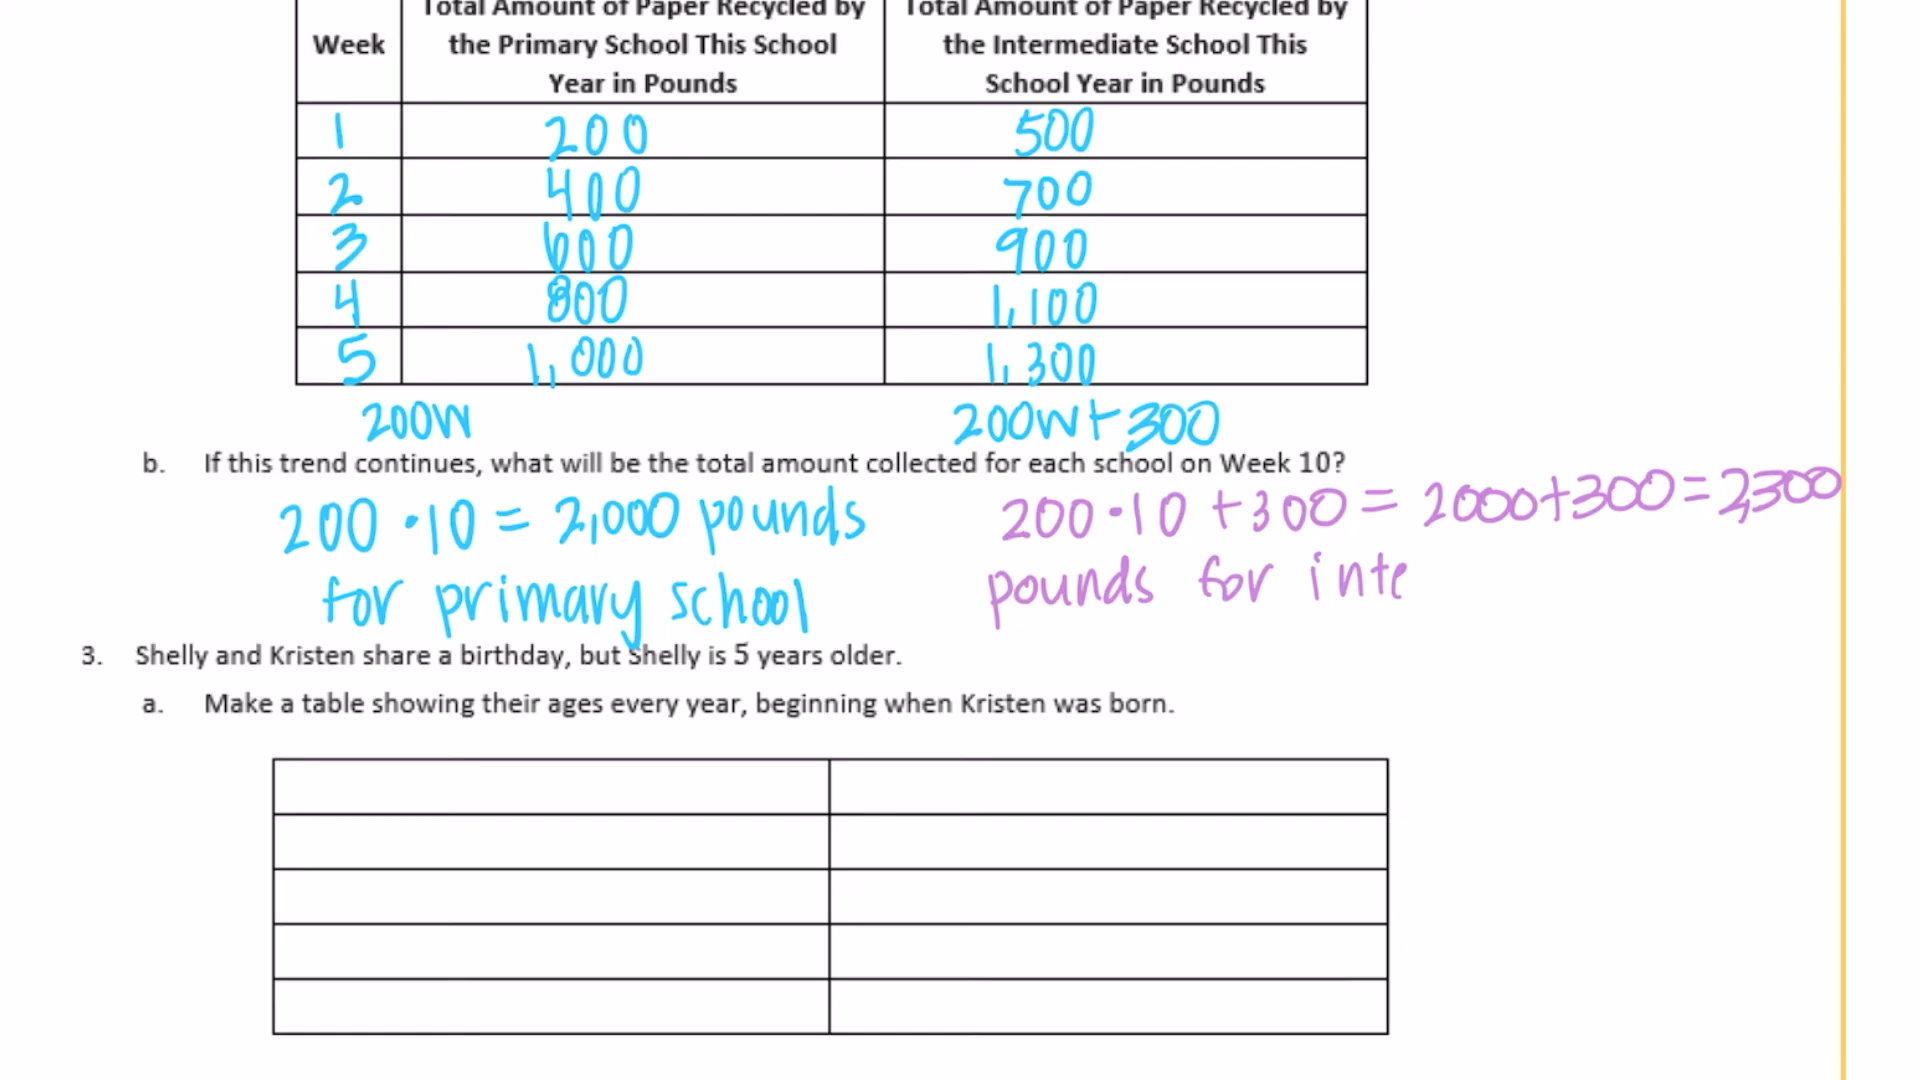 Total Amount of Paper Recycled by Total Amount of Paper Recycled by
Week the Primary School This School the Intermediate School This
Year in Pounds School Year in Pounds
1 200 500
2 400 700
3 600 900
4 800 1,100
5 1,000 1,300
200w 200w+300
b. If this trend continues, what will be the total amount collected for each school on Week 10?
200 · 10 = 2,000 pounds 200 · 10 + 300 = 2000+300=2,300
for primary school pounds for inte
3. Shelly and Kristen share a birthday, but Shelly is 5 years older.
a. Make a table showing their ages every year, beginning when Kristen was born.